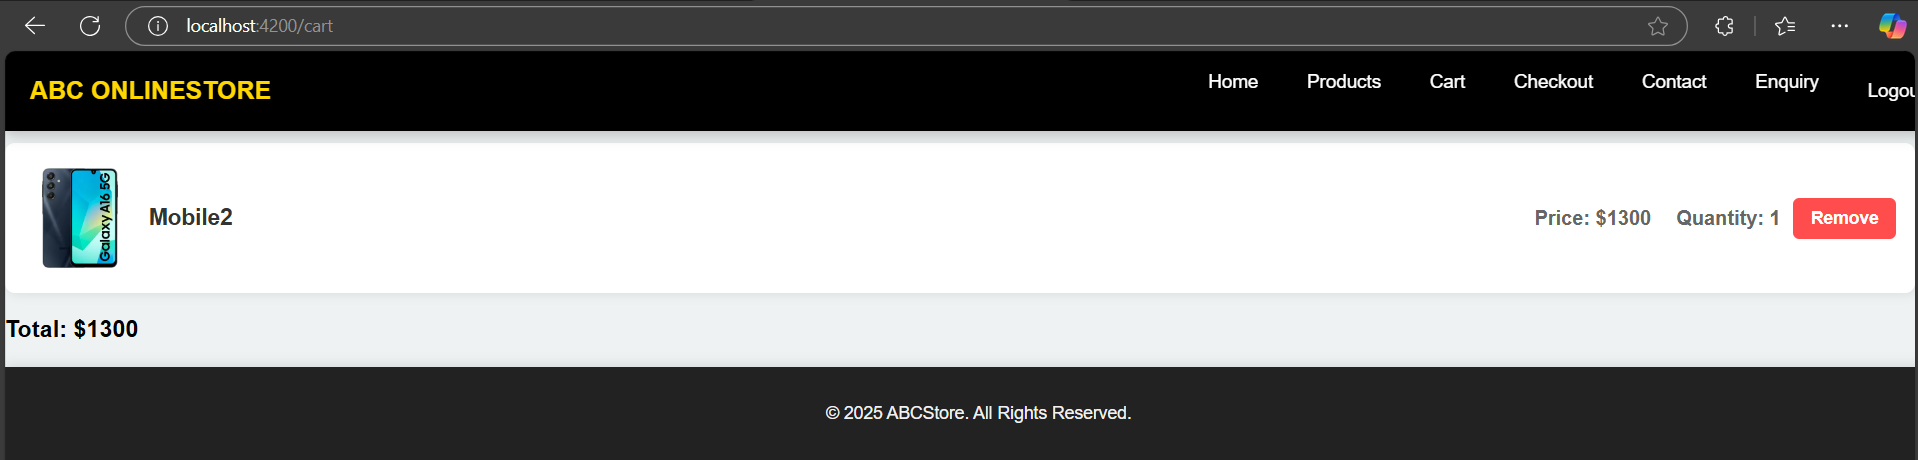 localhost:4200/cart
ABC ONLINESTORE
Home Products Cart Checkout Contact Enquiry Logou
Galaxy A16 5G
Mobile2
Price: $1300 Quantity: 1 Remove
Total: $1300
© 2025 ABCStore. All Rights Reserved.